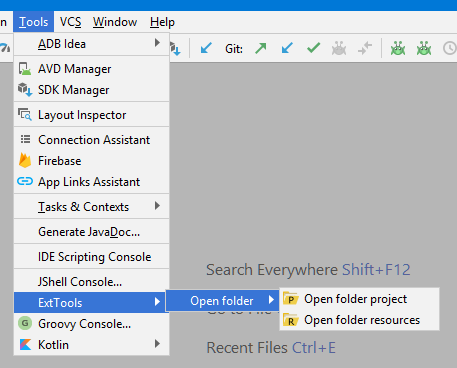 n Tools VCS Window Help
ADB Idea
Git:
AVD Manager
SDK Manager
Layout Inspector
Connection Assistant
Firebase
App Links Assistant
Tasks & Contexts
Generate JavaDoc...
IDE Scripting Console
JShell Console...
Search Everywhere Shift+F12
ExtTools
Open folder
P Open folder project
Go to File
R Open folder resources
Groovy Console...
Kotlin
Recent Files Ctrl+E